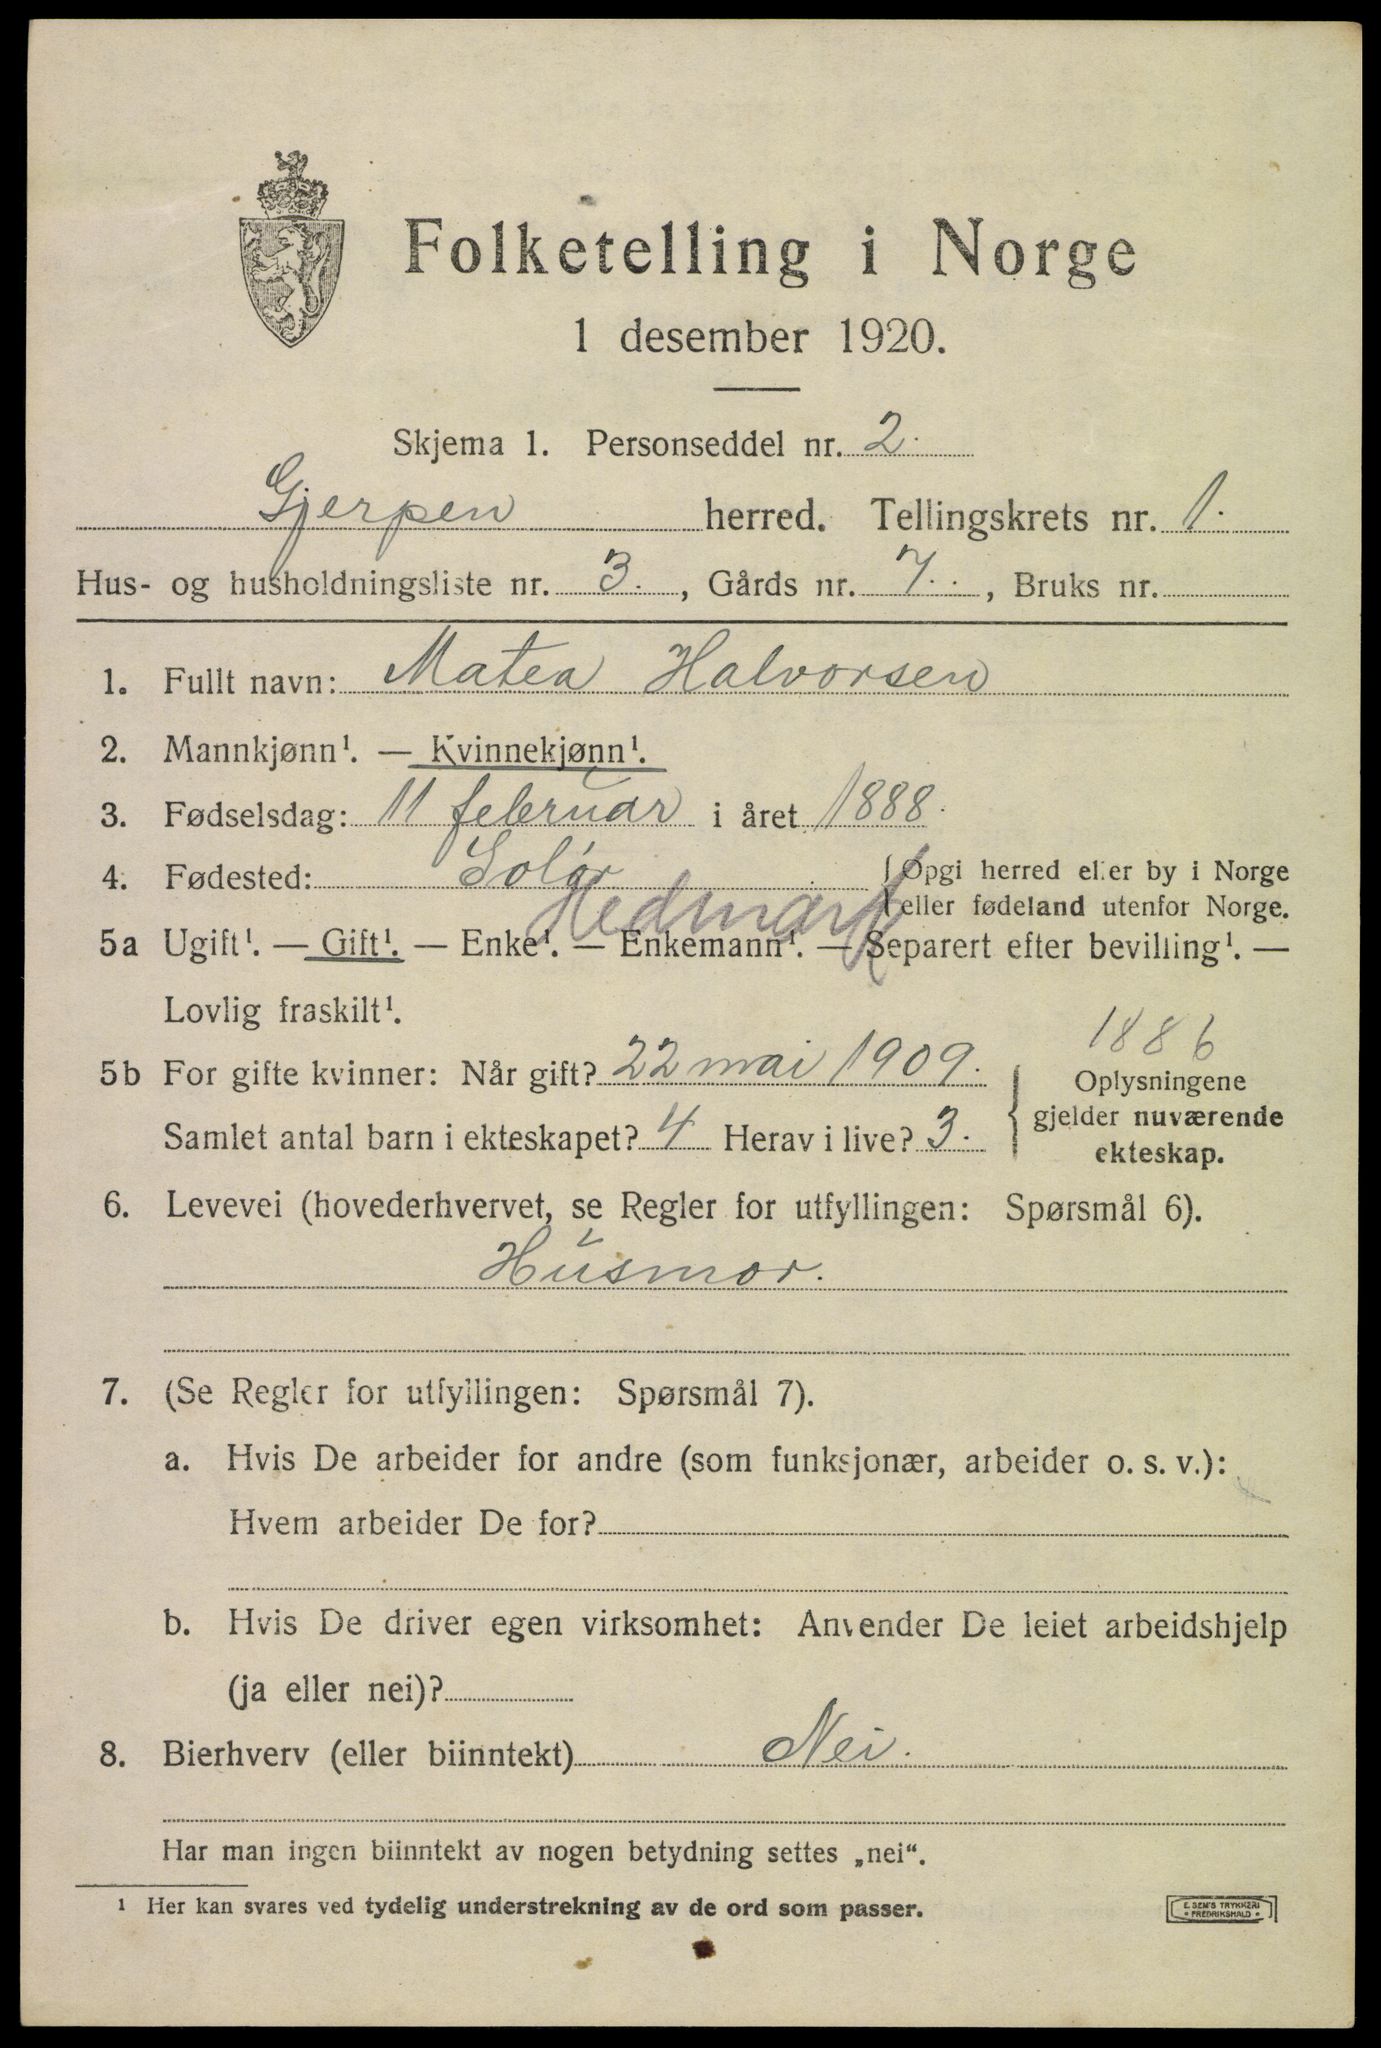 Folketelling i Norge
1 desember 1920.
Skjema 1. Personseddel nr. 2.
Gjerpen herred. Tellingskrets nr. 1.
Hus- og husholdningsliste nr. 3., Gårds nr. 7., Bruks nr.
1. Fullt navn: Matea Halvorsen
2. Mannkjønn¹. — Kvinnekjønn¹.
3. Fødselsdag: 11 februar i året 1888.
4. Fødested: Solør { Opgi herred eller by i Norge
Hedmark eller fødeland utenfor Norge.
5a Ugift¹. — Gift¹. — Enke¹. — Enkemann¹. — Separert efter bevilling¹. —
Lovlig fraskilt¹.
1886
5b For gifte kvinner: Når gift? 22 mai 1909. { Oplysningene
gjelder nuværende
Samlet antal barn i ekteskapet? 4 Herav i live? 3. ekteskap.
6. Levevei (hovederhvervet, se Regler for utfyllingen: Spørsmål 6).
Húsmor.
7. (Se Regler for utfyllingen: Spørsmål 7).
a. Hvis De arbeider for andre (som funksjonær, arbeider o. s. v.):
Hvem arbeider De for?
b. Hvis De driver egen virksomhet: Anvender De leiet arbeidshjelp
(ja eller nei)?
8. Bierhverv (eller biinntekt) Nei.
Har man ingen biinntekt av nogen betydning settes „nei“.
¹ Her kan svares ved tydelig understrekning av de ord som passer.
E. SEM'S TRYKKERI
• FREDRIKSHALD •